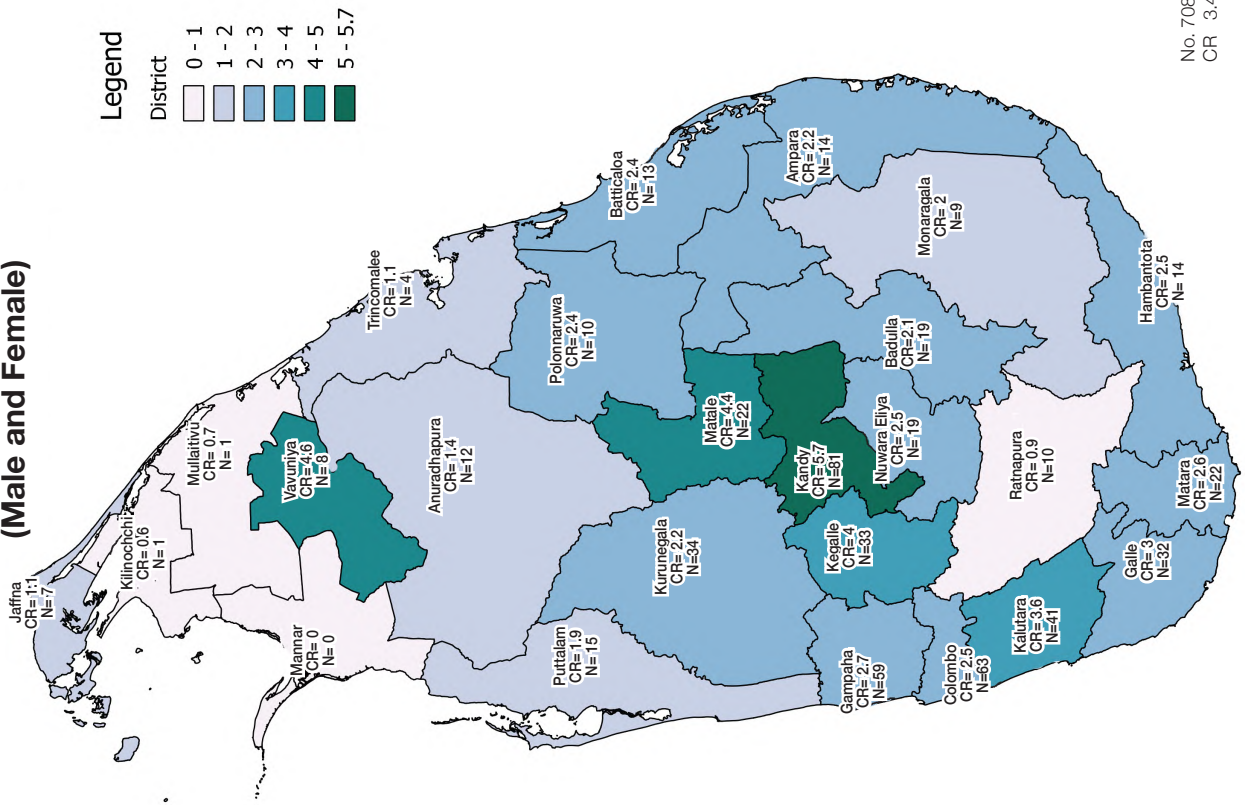 (Male and Female)
Legend
District
0 - 1
1 - 2
2 - 3
3 - 4
4 - 5
5 - 5.7
Jaffna
CR= 1.1
N= 7
Kilinochchi
CR= 0.6
N= 1
Mullaitivu
CR= 0.7
N= 1
Mannar
CR= 0
N= 0
Vavuniya
CR= 4.6
N= 8
Trincomalee
CR= 1.1
N= 4
Anuradhapura
CR= 1.4
N=12
Puttalam
CR= 1.9
N= 15
Polonnaruwa
CR= 2.4
N= 10
Batticaloa
CR= 2.4
N= 13
Kurunegala
CR= 2.2
N=34
Matale
CR= 4.4
N=22
Ampara
CR= 2.2
N= 14
Kandy
CR= 5.7
N=81
Kegalle
CR= 4
N=33
Gampaha
CR= 2.7
N=59
Nuwara Eliya
CR= 2.5
N= 19
Badulla
CR=2.1
N= 19
Monaragala
CR= 2
N=9
Colombo
CR= 2.5
N=63
Ratnapura
CR= 0.9
N=10
Kalutara
CR= 3.6
N=41
Galle
CR= 3
N=32
Matara
CR= 2.6
N=22
Hambantota
CR= 2.5
N= 14
No. 708
CR 3.4